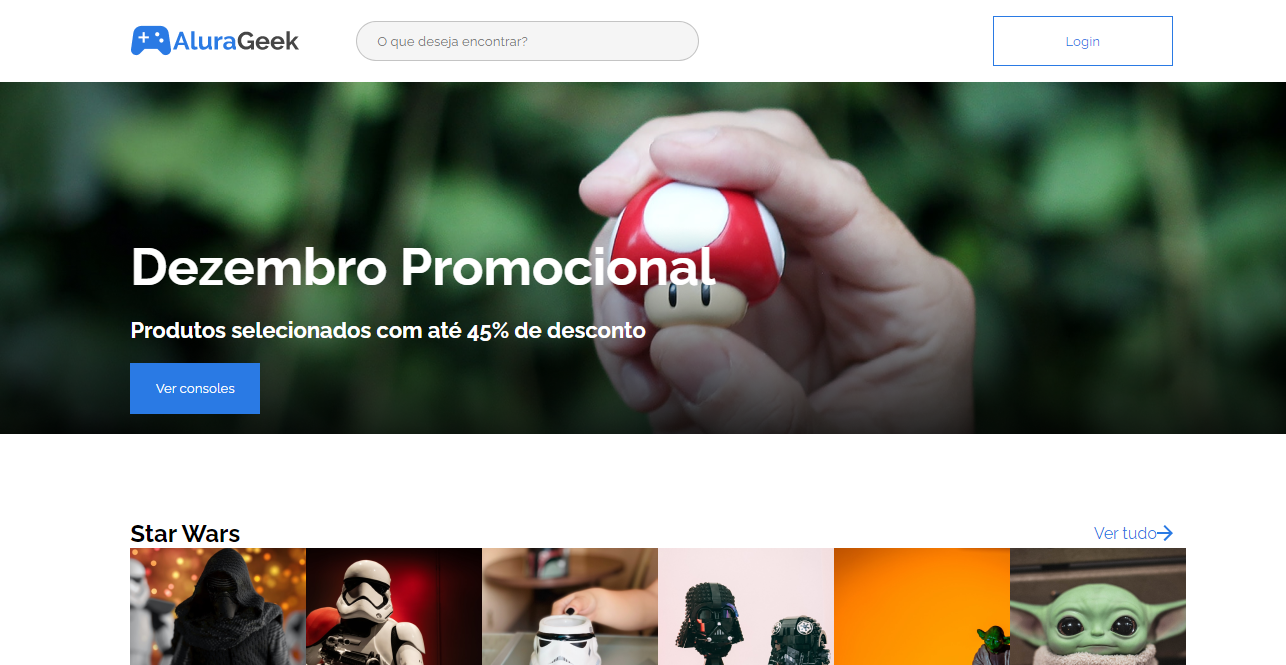 AluraGeek
O que deseja encontrar?
Login
Dezembro Promocional
Produtos selecionados com até 45% de desconto
Ver consoles
Star Wars
Ver tudo